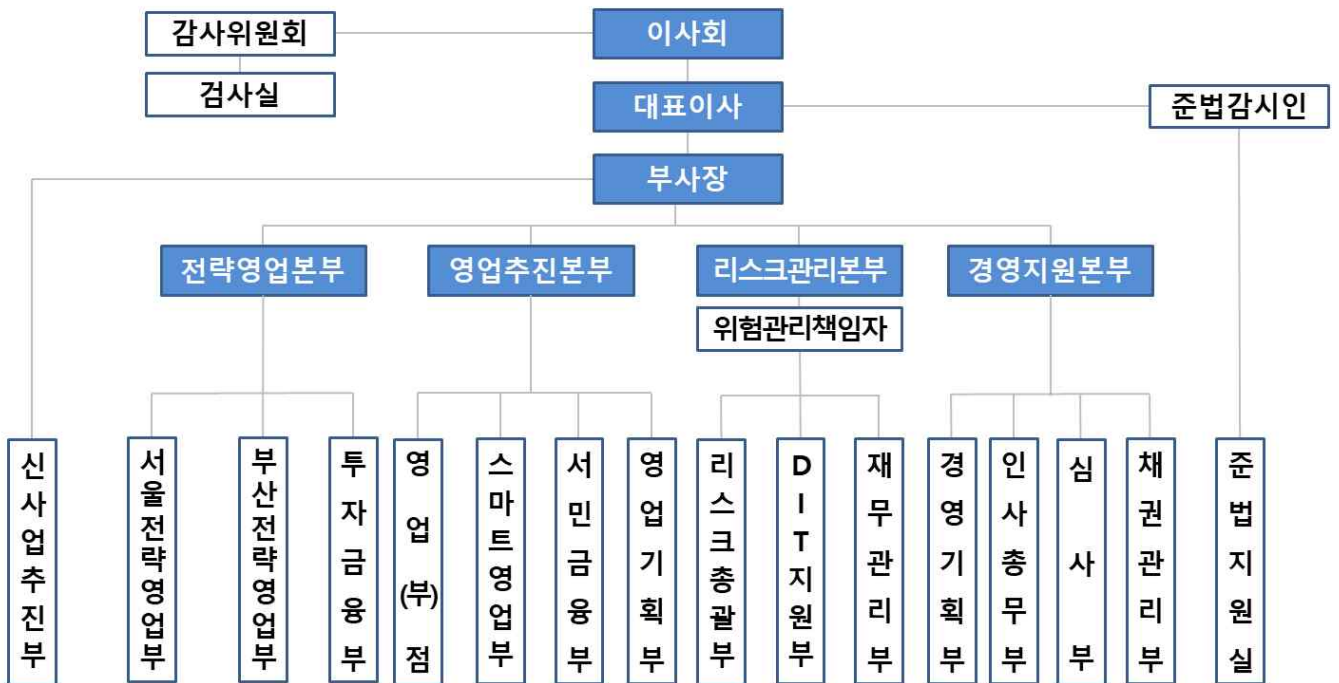 감사위원회
이사회
검사실
대표이사
준법감시인
부사장
전략영업본부
영업추진본부
리스크관리본부
경영지원본부
위험관리책임자
신사업추진부
서울전략영업부
부산전략영업부
투자금융부
영업(부)점
스마트영업부
서민금융부
영업기획부
리스크총괄부
DIT지원부
재무관리부
경영기획부
인사총무부
심사부
채권관리부
준법지원실